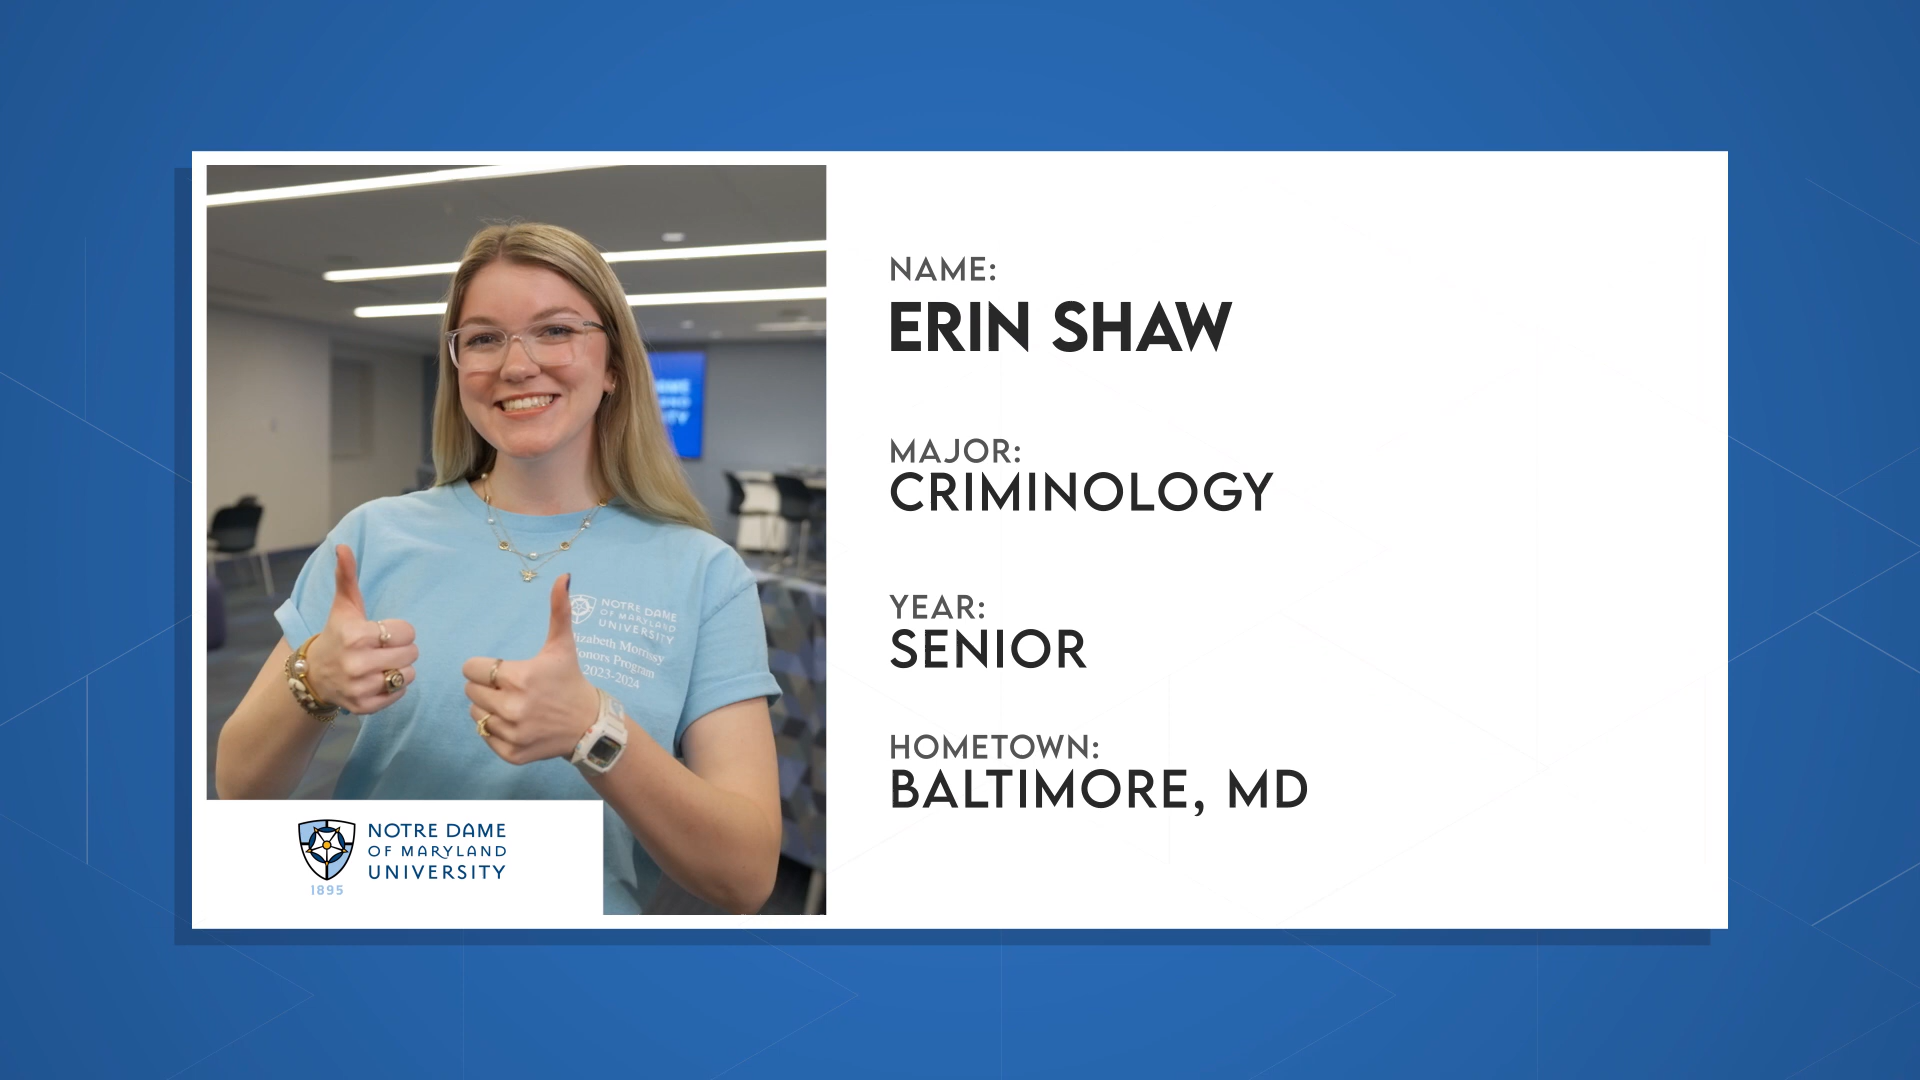 NAME:
ERIN SHAW
MAJOR:
CRIMINOLOGY
YEAR:
SENIOR
HOMETOWN:
BALTIMORE, MD
NOTRE DAME
OF MARYLAND
UNIVERSITY
Morrissy
Program
2023-2024
NOTRE DAME
OF MARYLAND
UNIVERSITY
1895